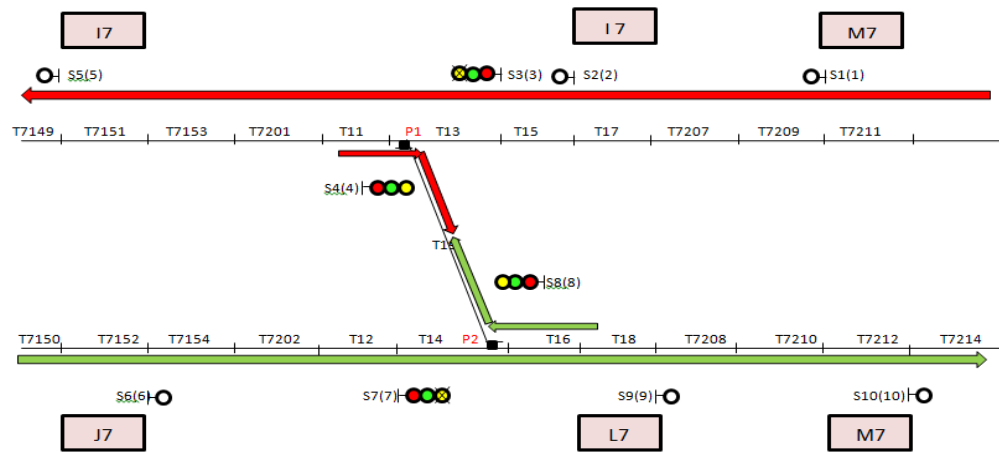 I7 I 7 M7
S5(5) S3(3) S2(2) S1(1)
T7149 T7151 T7153 T7201 T11 P1 T13 T15 T17 T7207 T7209 T7211
S4(4)
S8(8)
T7150 T7152 T7154 T7202 T12 T14 P2 T16 T18 T7208 T7210 T7212 T7214
S6(6) S7(7) S9(9) S10(10)
J7 L7 M7